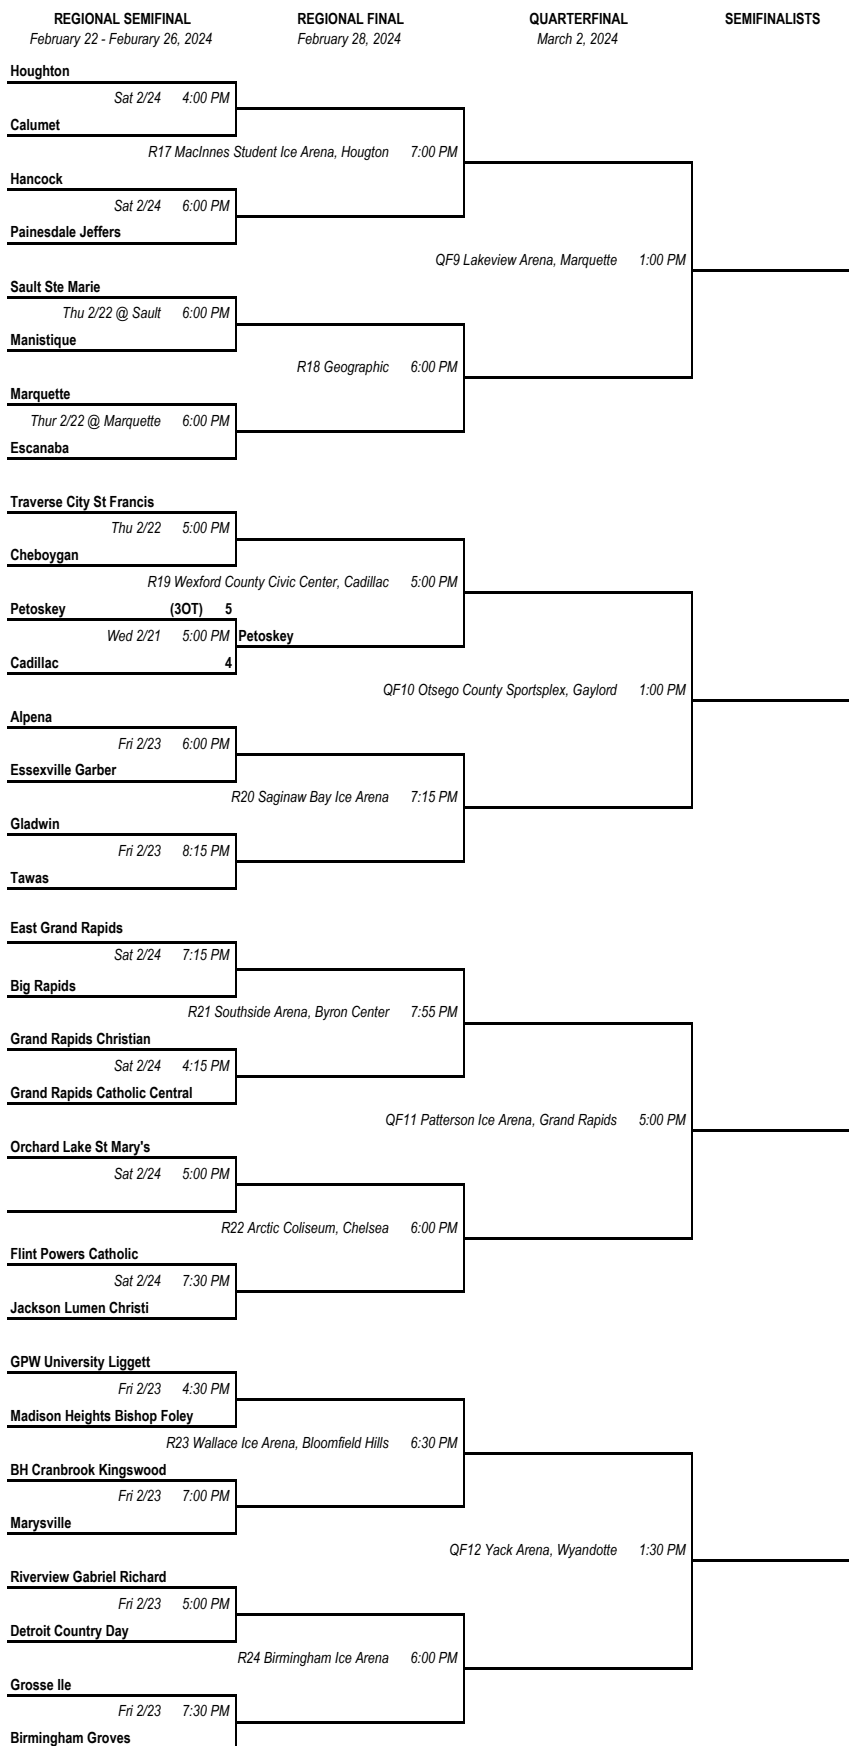 REGIONAL SEMIFINAL REGIONAL FINAL QUARTERFINAL SEMIFINALISTS
February 22 - Feburary 26, 2024 February 28, 2024 March 2, 2024
Houghton
Sat 2/24 4:00 PM
Calumet
R17 MacInnes Student Ice Arena, Hougton 7:00 PM
Hancock
Sat 2/24 6:00 PM
Painesdale Jeffers
QF9 Lakeview Arena, Marquette 1:00 PM
Sault Ste Marie
Thu 2/22 @ Sault 6:00 PM
Manistique
R18 Geographic 6:00 PM
Marquette
Thur 2/22 @ Marquette 6:00 PM
Escanaba
Traverse City St Francis
Thu 2/22 5:00 PM
Cheboygan
R19 Wexford County Civic Center, Cadillac 5:00 PM
Petoskey (3OT) 5
Wed 2/21 5:00 PM Petoskey
Cadillac 4
QF10 Otsego County Sportsplex, Gaylord 1:00 PM
Alpena
Fri 2/23 6:00 PM
Essexville Garber
R20 Saginaw Bay Ice Arena 7:15 PM
Gladwin
Fri 2/23 8:15 PM
Tawas
East Grand Rapids
Sat 2/24 7:15 PM
Big Rapids
R21 Southside Arena, Byron Center 7:55 PM
Grand Rapids Christian
Sat 2/24 4:15 PM
Grand Rapids Catholic Central
QF11 Patterson Ice Arena, Grand Rapids 5:00 PM
Orchard Lake St Mary's
Sat 2/24 5:00 PM
R22 Arctic Coliseum, Chelsea 6:00 PM
Flint Powers Catholic
Sat 2/24 7:30 PM
Jackson Lumen Christi
GPW University Liggett
Fri 2/23 4:30 PM
Madison Heights Bishop Foley
R23 Wallace Ice Arena, Bloomfield Hills 6:30 PM
BH Cranbrook Kingswood
Fri 2/23 7:00 PM
Marysville
QF12 Yack Arena, Wyandotte 1:30 PM
Riverview Gabriel Richard
Fri 2/23 5:00 PM
Detroit Country Day
R24 Birmingham Ice Arena 6:00 PM
Grosse Ile
Fri 2/23 7:30 PM
Birmingham Groves